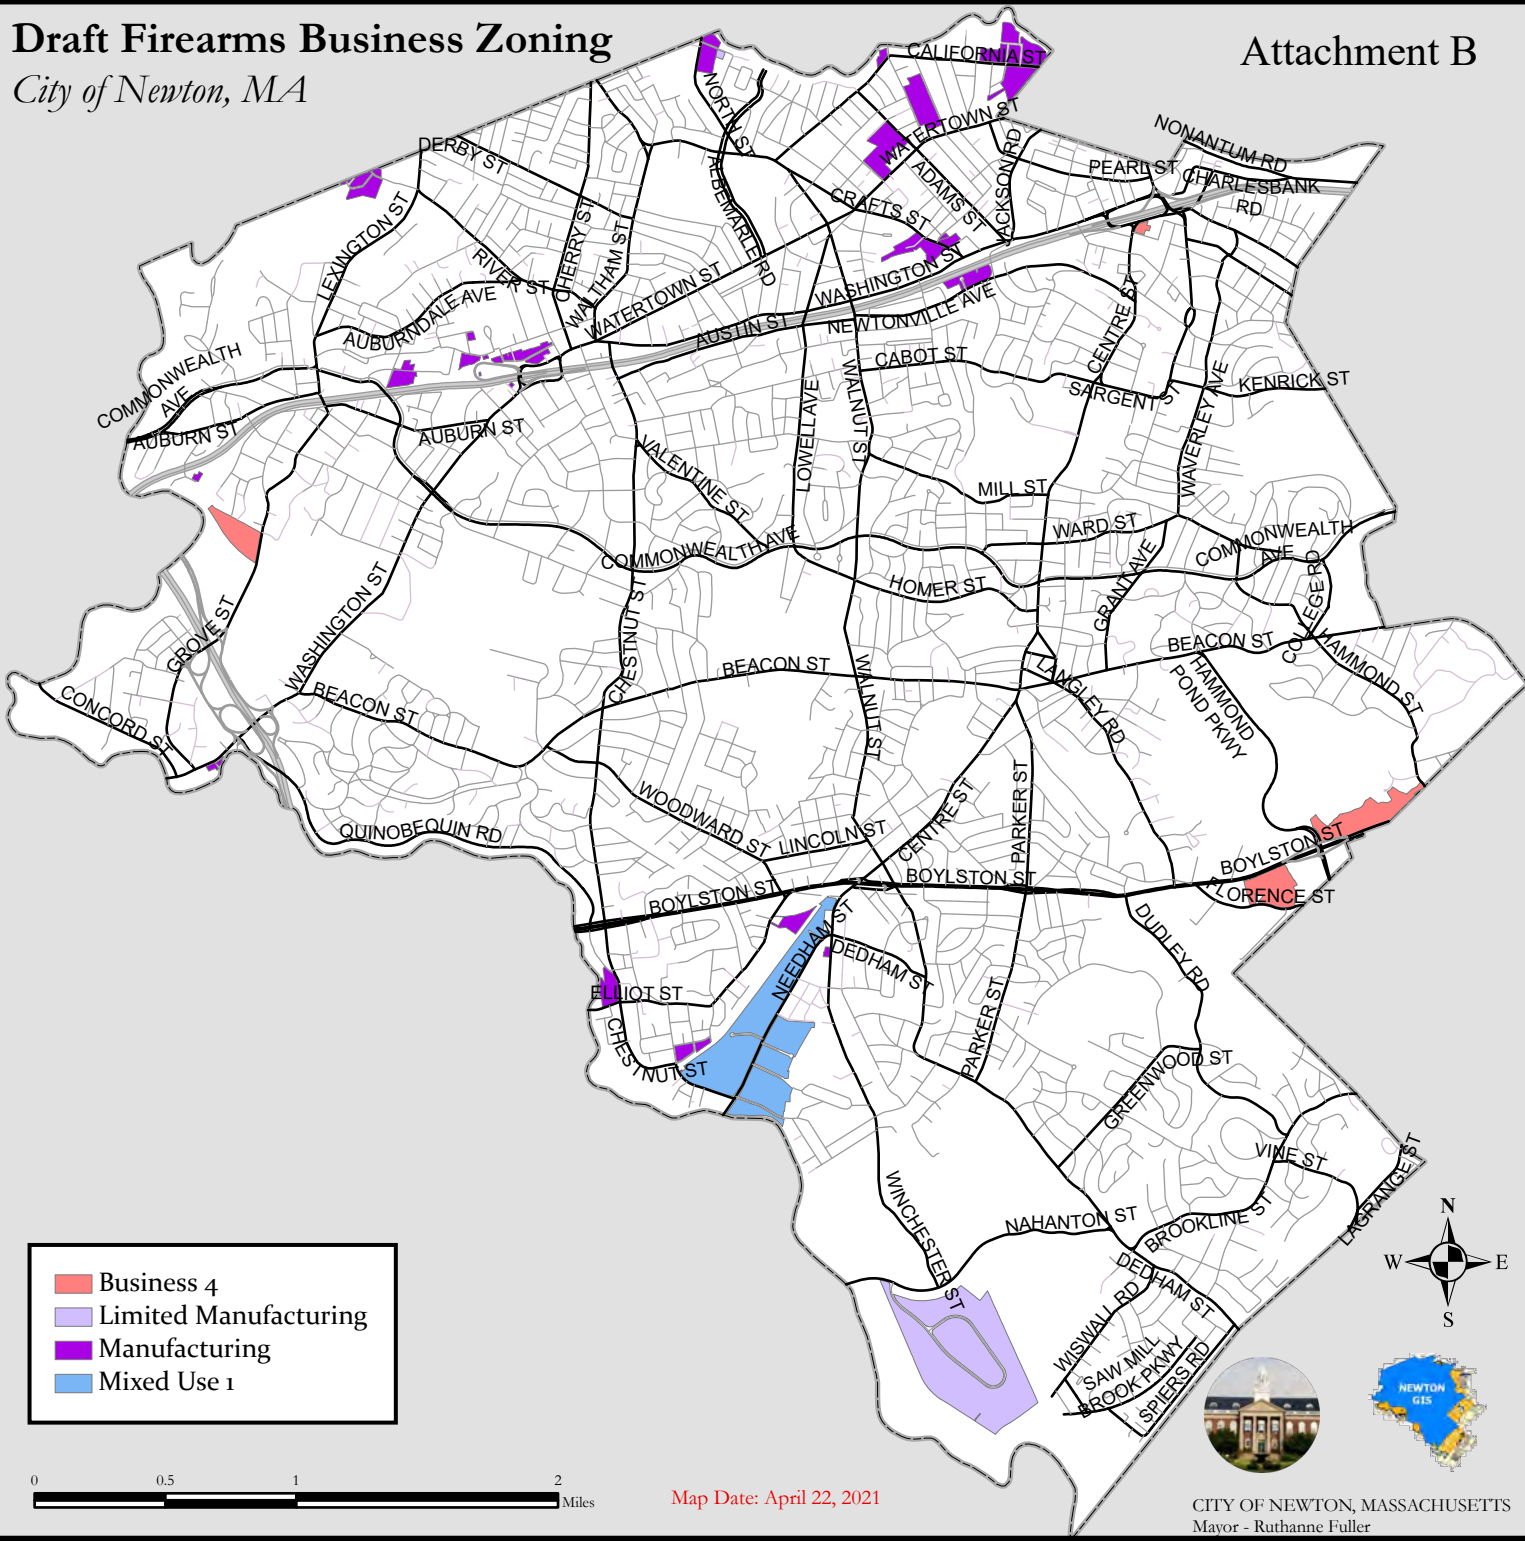 Draft Firearms Business Zoning
City of Newton, MA
Attachment B
CALIFORNIA ST
NORTH ST
WATERTOWN ST
NONANTUM RD
DERBY ST
PEARL ST
CHARLESBANK
RD
ALBEMARLE RD
ADAMS ST
JACKSON RD
CRAFTS ST
LEXINGTON ST
CHERRY ST
WALTHAM ST
RIVER ST
T ST
WATERTOWN ST
WASHINGTON ST
AUBURNDALE AVE
AUSTIN ST
NEWTONVILLE AVE
CENTRE ST
COMMONWEALTH
AVE
CABOT ST
SARGENT
ST
KENRICK ST
AUBURN ST
AUBURN ST
LOWELL AVE
WALNUT ST
WAVERLEY AVE
VALENTINE ST
MILL ST
WARD ST
COMMONWEALTH
AVE
COMMONWEALTH AVE
HOMER ST
GRANT AVE
COLLEGE RD
WASHINGTON ST
CHESTNUT ST
GROVE ST
BEACON ST
BEACON ST
HAMMOND ST
BEACON ST
CONCORD ST
WALNUT ST
LANGLEY RD
HAMMOND
POND PKWY
QUINOBEQUIN RD
WOODWARD ST
LINCOLN ST
CENTRE ST
PARKER ST
BOYLSTON ST
BOYLSTON ST
BOYLSTON ST
FLORENCE ST
NEEDHAM ST
DEDHAM ST
DUDLEY RD
ELLIOT ST
CHESTNUT ST
PARKER ST
GREENWOOD ST
VINE ST
LAGRANGE ST
WINCHESTER ST
NAHANTON ST
BROOKLINE ST
DEDHAM ST
WISWALL RD
SAW MILL
BROOK PKWY
SPIERS RD
N
W
E
S
Business 4
Limited Manufacturing
Manufacturing
Mixed Use 1
NEWTON
GIS
0
0.5
1
2
Miles
Map Date: April 22, 2021
CITY OF NEWTON, MASSACHUSETTS
Mayor - Ruthanne Fuller